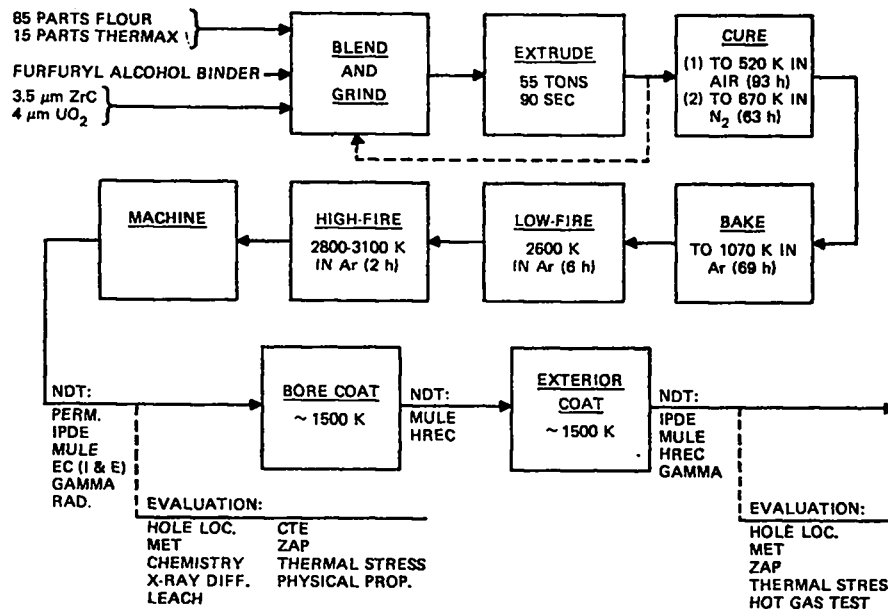 85 PARTS FLOUR
15 PARTS THERMAX
FURFURYL ALCOHOL BINDER
3.5 μm ZrC
4 μm UO2
BLEND
AND
GRIND
EXTRUDE
55 TONS
90 SEC
CURE
(1) TO 520 K IN
AIR (93 h)
(2) TO 670 K IN
N2 (63 h)
MACHINE
HIGH-FIRE
2800-3100 K
IN Ar (2 h)
LOW-FIRE
2600 K
IN Ar (6 h)
BAKE
TO 1070 K IN
Ar (69 h)
NDT:
PERM.
IPDE
MULE
EC (I & E)
GAMMA
RAD.
BORE COAT
~ 1500 K
NDT:
MULE
HREC
EXTERIOR
COAT
~ 1500 K
NDT:
IPDE
MULE
HREC
GAMMA
EVALUATION:
HOLE LOC. CTE
MET ZAP
CHEMISTRY THERMAL STRESS
X-RAY DIFF. PHYSICAL PROP.
LEACH
EVALUATION:
HOLE LOC.
MET
ZAP
THERMAL STRES
HOT GAS TEST